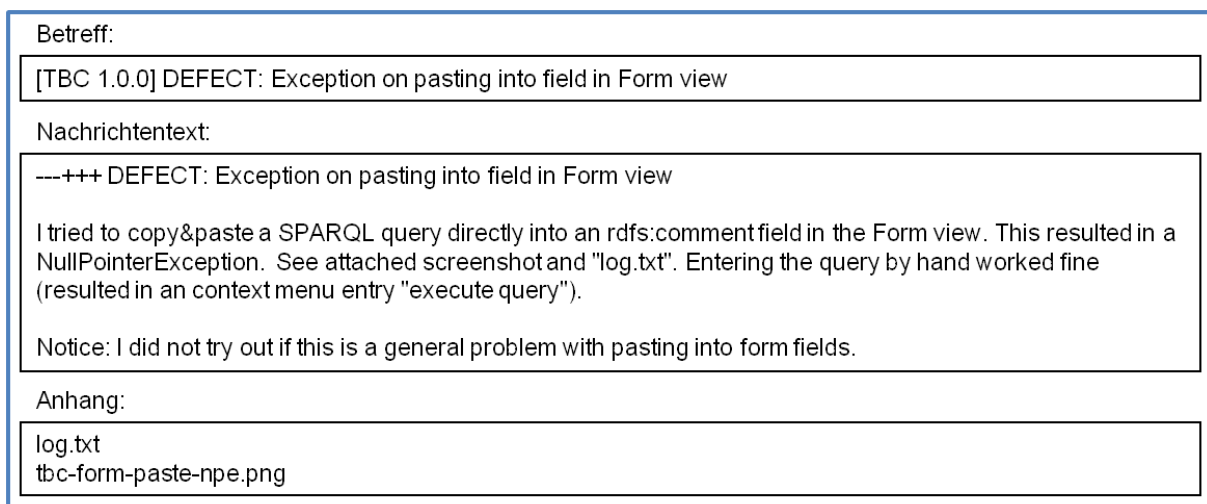 Betreff:
[TBC 1.0.0] DEFECT: Exception on pasting into field in Form view
Nachrichtentext:
---+++ DEFECT: Exception on pasting into field in Form view
I tried to copy&paste a SPARQL query directly into an rdfs:comment field in the Form view. This resulted in a
NullPointerException. See attached screenshot and "log.txt". Entering the query by hand worked fine
(resulted in an context menu entry "execute query").
Notice: I did not try out if this is a general problem with pasting into form fields.
Anhang:
log.txt
tbc-form-paste-npe.png